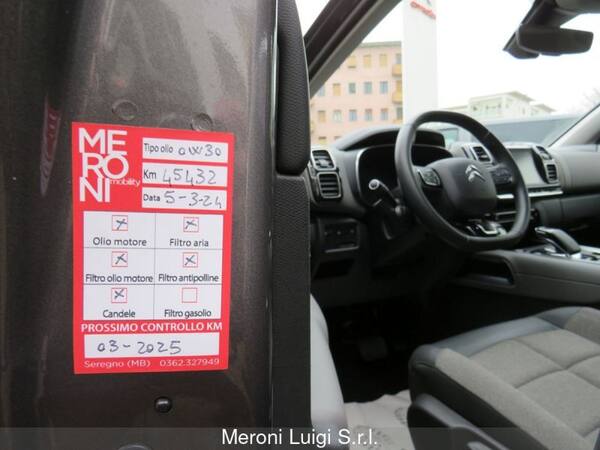 MERONI
mobility
Tipo olio 0W30
Km 45432
Data 5-3-24
Olio motore Filtro aria
Filtro olio motore Filtro antipolline
Candele Filtro gasolio
PROSSIMO CONTROLLO KM
03-2025
Seregno (MB) 0362.327949
Meroni Luigi S.r.l.